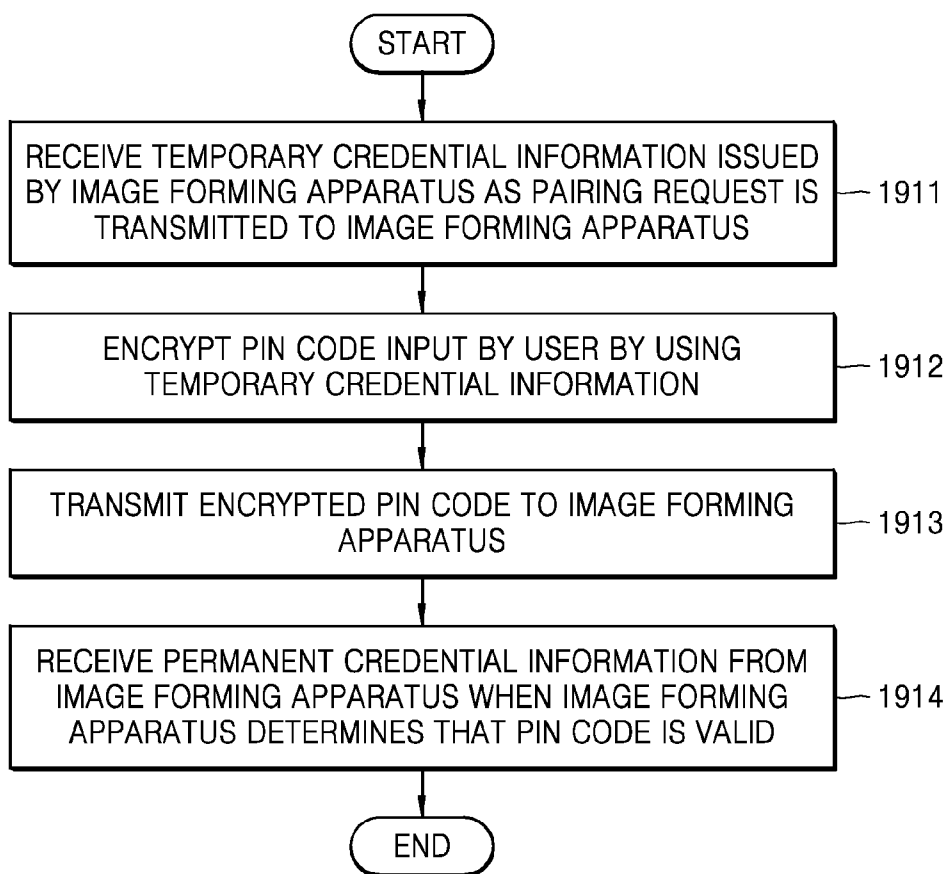 START
RECEIVE TEMPORARY CREDENTIAL INFORMATION ISSUED
BY IMAGE FORMING APPARATUS AS PAIRING REQUEST IS
TRANSMITTED TO IMAGE FORMING APPARATUS
1911
ENCRYPT PIN CODE INPUT BY USER BY USING
TEMPORARY CREDENTIAL INFORMATION
1912
TRANSMIT ENCRYPTED PIN CODE TO IMAGE FORMING
APPARATUS
1913
RECEIVE PERMANENT CREDENTIAL INFORMATION FROM
IMAGE FORMING APPARATUS WHEN IMAGE FORMING
APPARATUS DETERMINES THAT PIN CODE IS VALID
1914
END